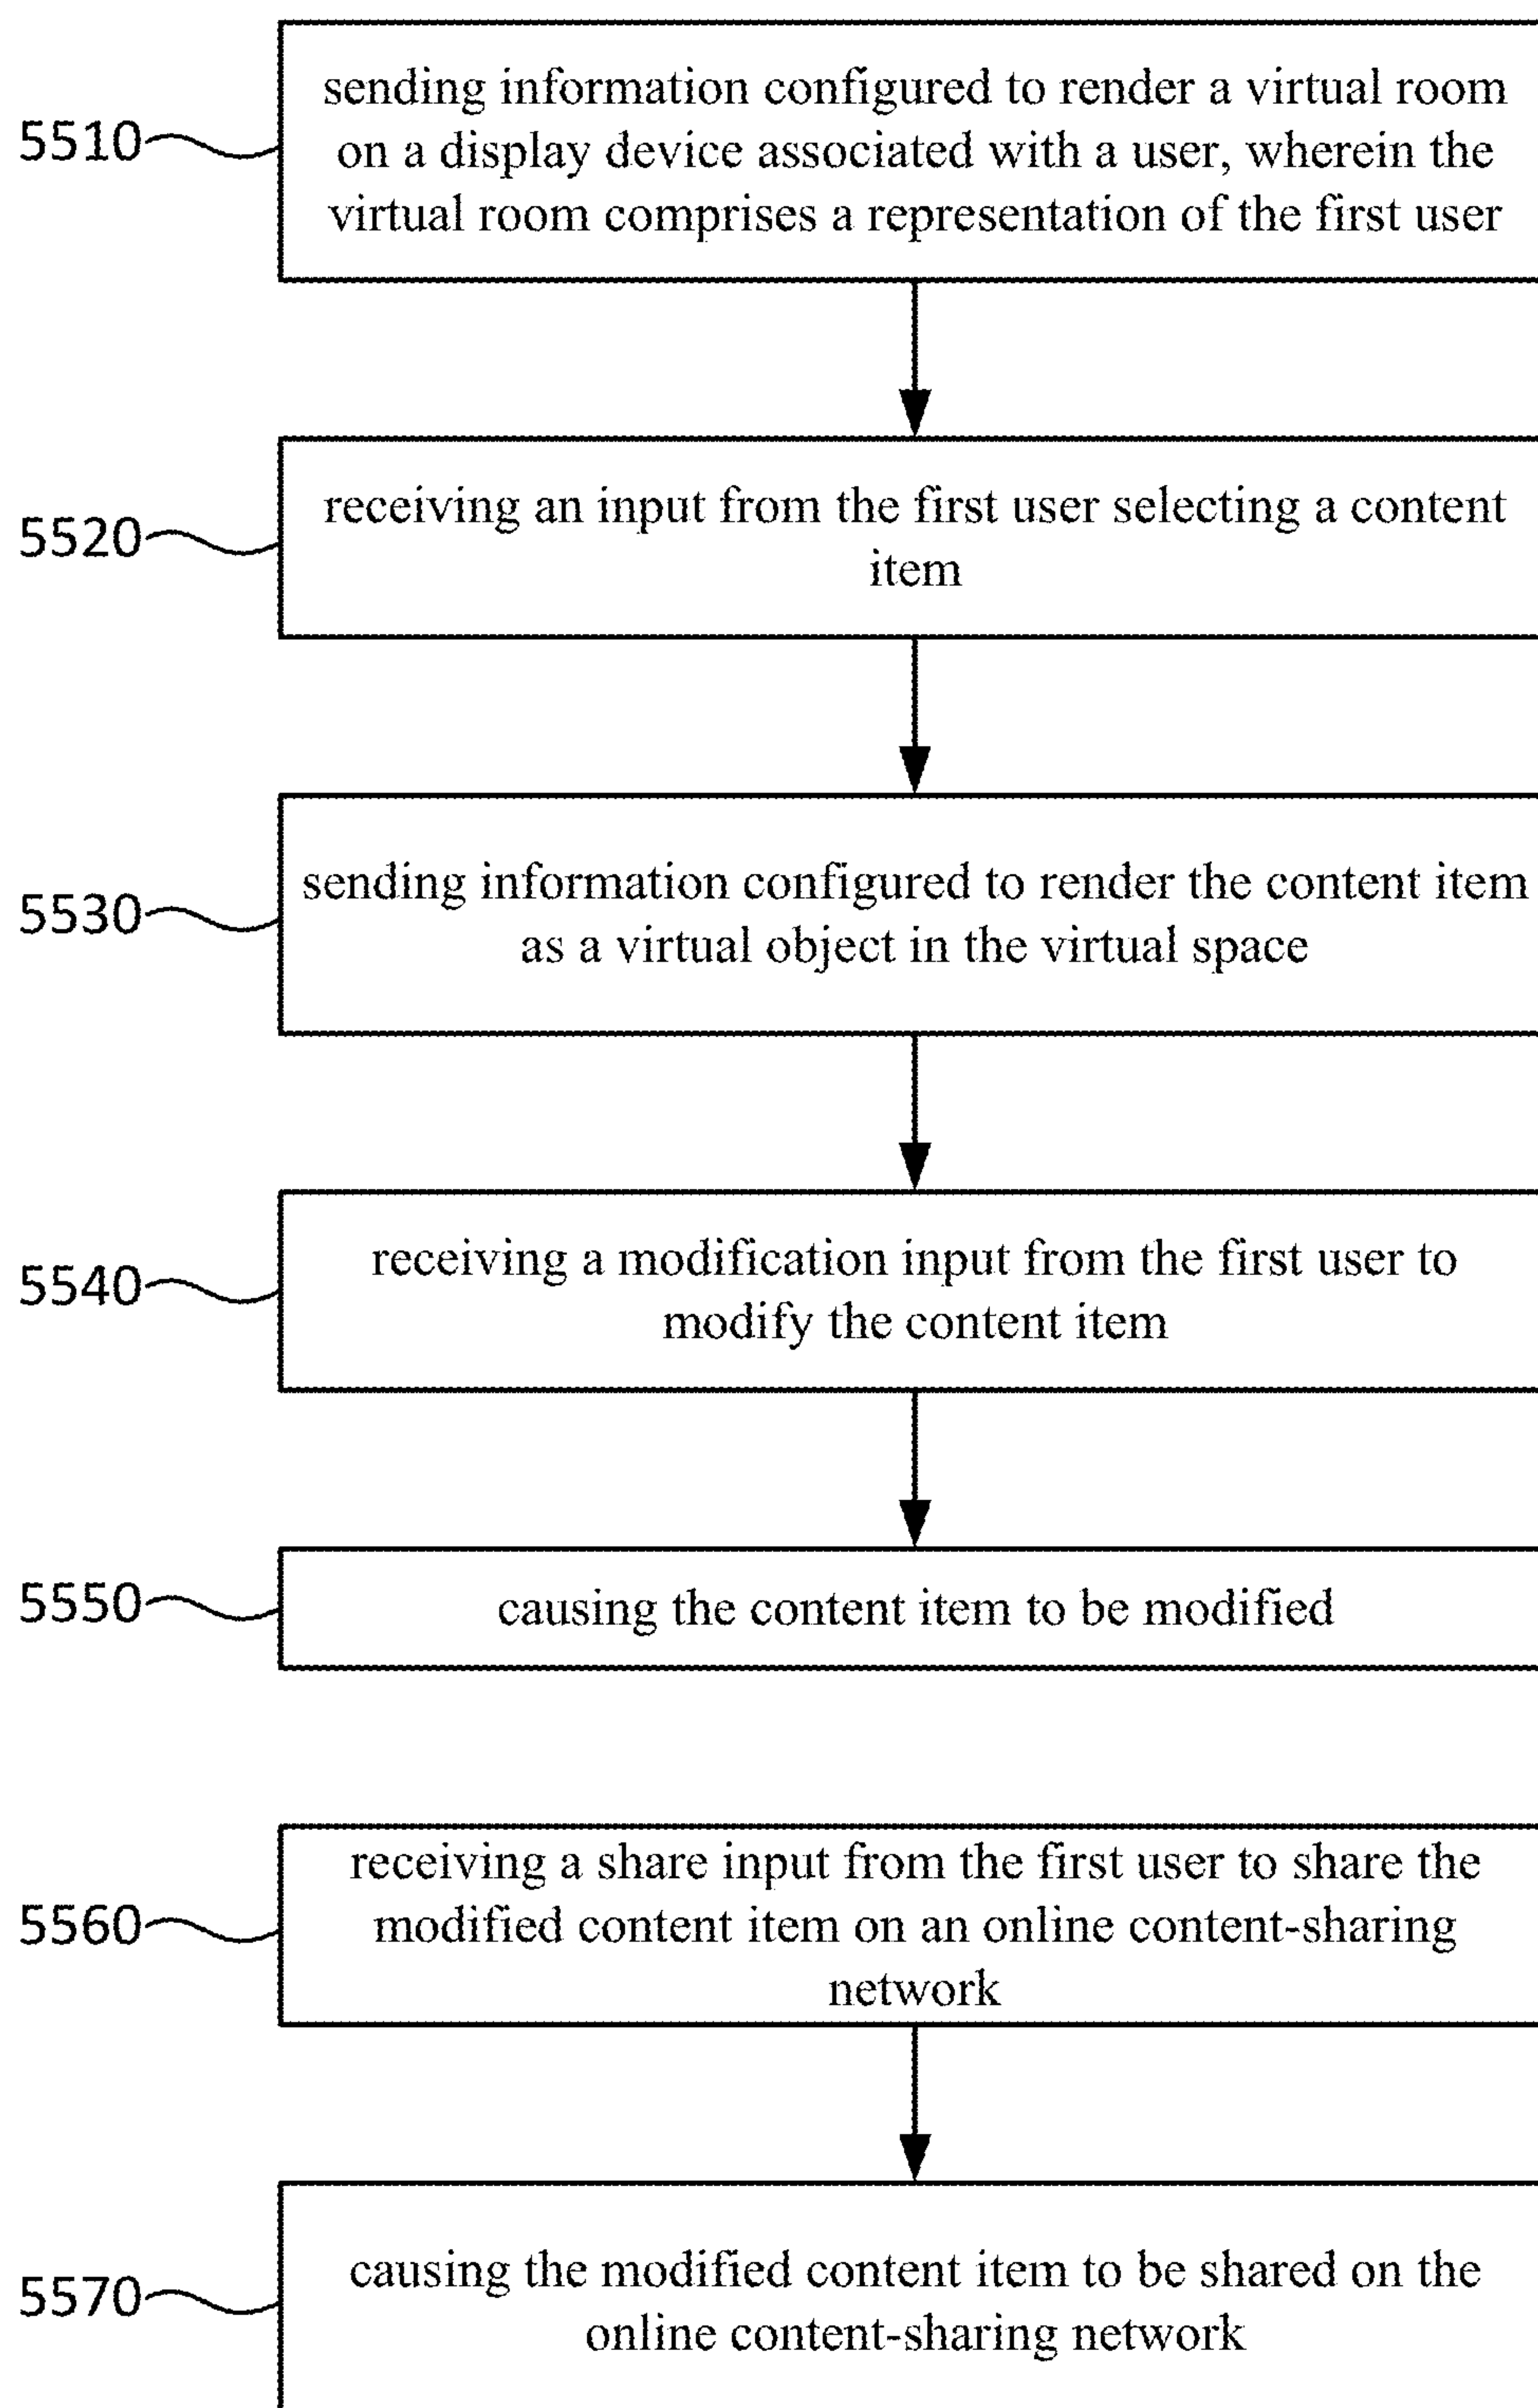 sending information configured to render a virtual room
5510
on a display device associated with a user, wherein the
virtual room comprises a representation of the first user
receiving an input from the first user selecting a content
5520
item
sending information configured to render the content item
5530
as a virtual object in the virtual space
receiving a modification input from the first user to
5540
modify the content item
5550
causing the content item to be modified
receiving a share input from the first user to share the
5560
modified content item on an online content-sharing
network
causing the modified content item to be shared on the
5570
online content-sharing network